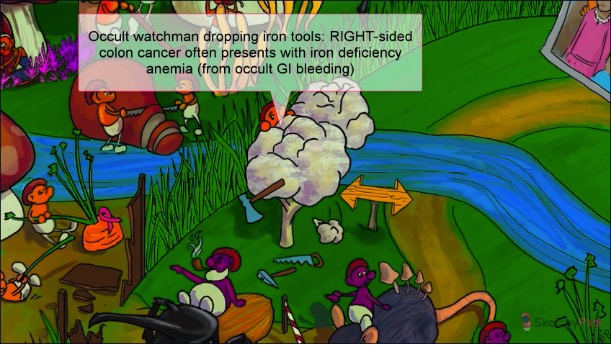 Occult watchman dropping iron tools: RIGHT-sided
colon cancer often presents with iron deficiency
anemia (from occult GI bleeding)